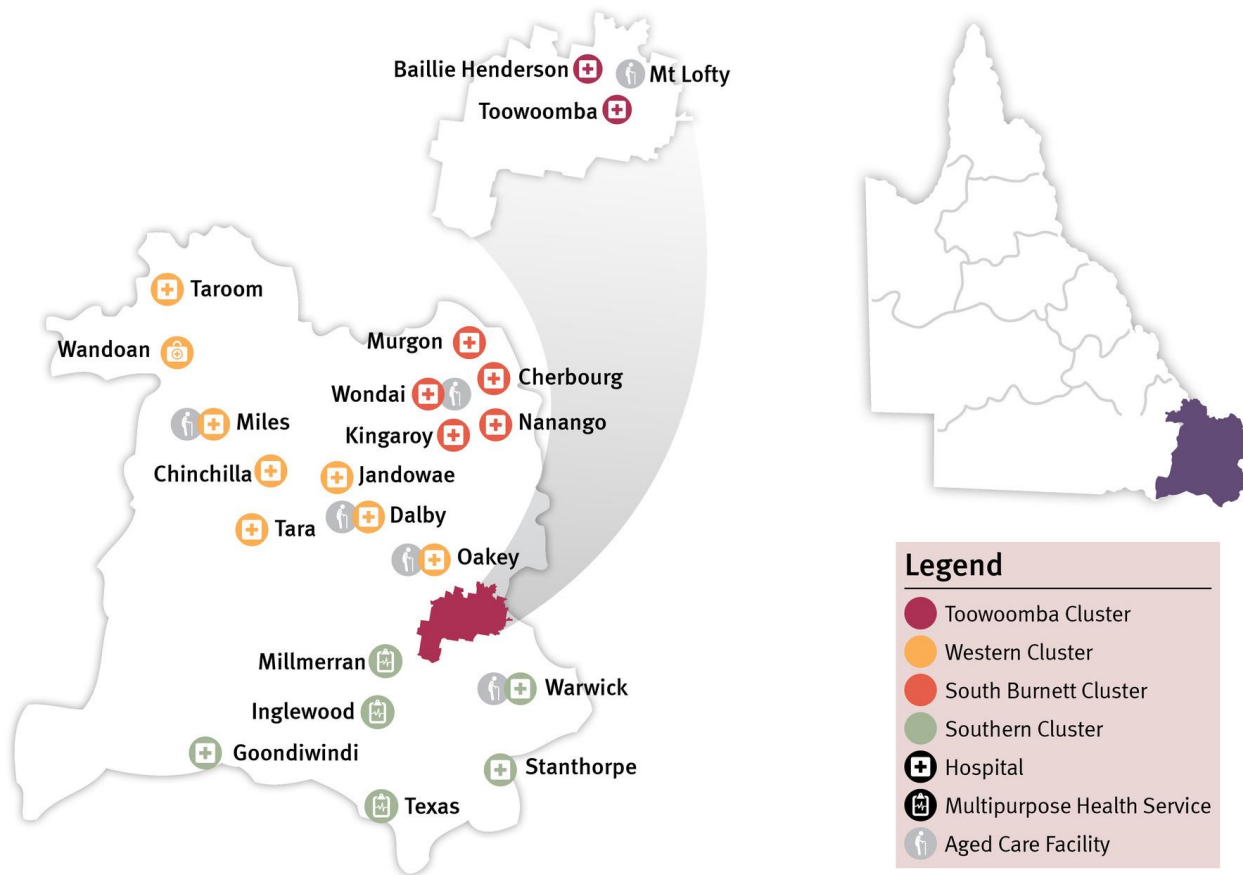 Baillie Henderson
Mt Lofty
Toowoomba
Taroom
Wandoan
Murgon
Cherbourg
Wondai
Miles
Nanango
Kingaroy
Chinchilla
Jandowae
Dalby
Tara
Oakey
Millmerran
Warwick
Inglewood
Goondiwindi
Stanthorpe
Texas
Legend
Toowoomba Cluster
Western Cluster
South Burnett Cluster
Southern Cluster
Hospital
Multipurpose Health Service
Aged Care Facility